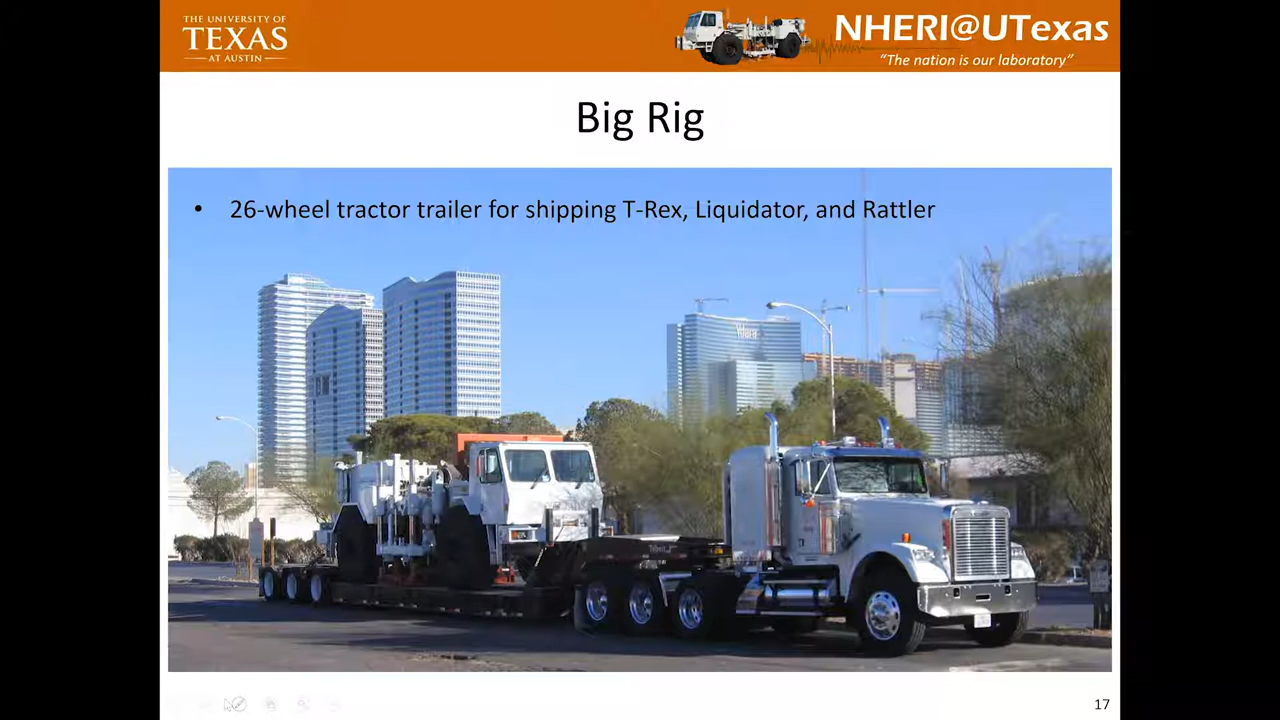 THE UNIVERSITY OF
TEXAS
AT AUSTIN
NHERI@UTexas
“The nation is our laboratory”
Big Rig
• 26-wheel tractor trailer for shipping T-Rex, Liquidator, and Rattler
17